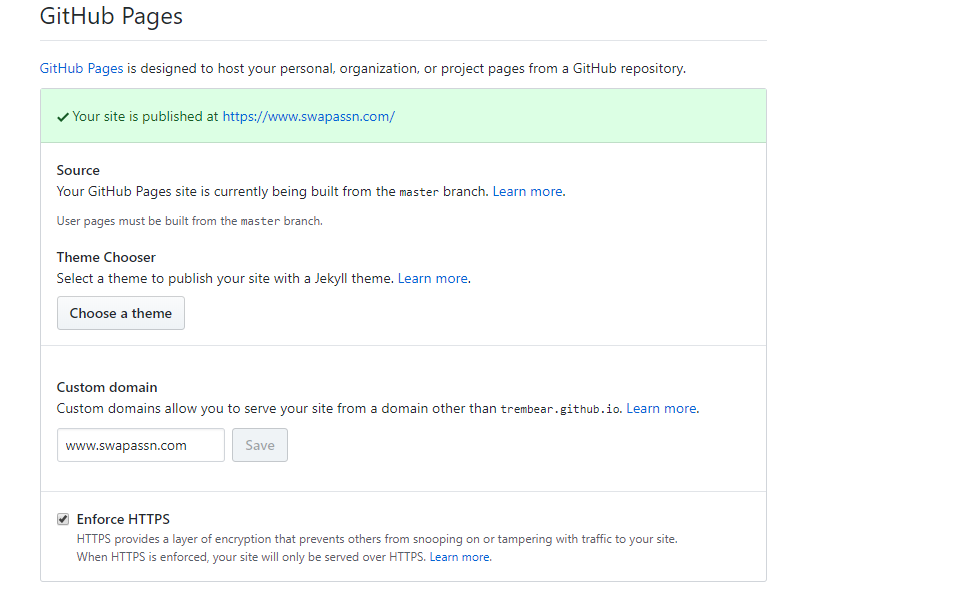 GitHub Pages
GitHub Pages is designed to host your personal, organization, or project pages from a GitHub repository.
Your site is published at https://www.swapassn.com/
Source
Your GitHub Pages site is currently being built from the master branch. Learn more.
User pages must be built from the master branch.
Theme Chooser
Select a theme to publish your site with a Jekyll theme. Learn more.
Choose a theme
Custom domain
Custom domains allow you to serve your site from a domain other than trembear.github.io. Learn more.
www.swapassn.com Save
Enforce HTTPS
HTTPS provides a layer of encryption that prevents others from snooping on or tampering with traffic to your site.
When HTTPS is enforced, your site will only be served over HTTPS. Learn more.